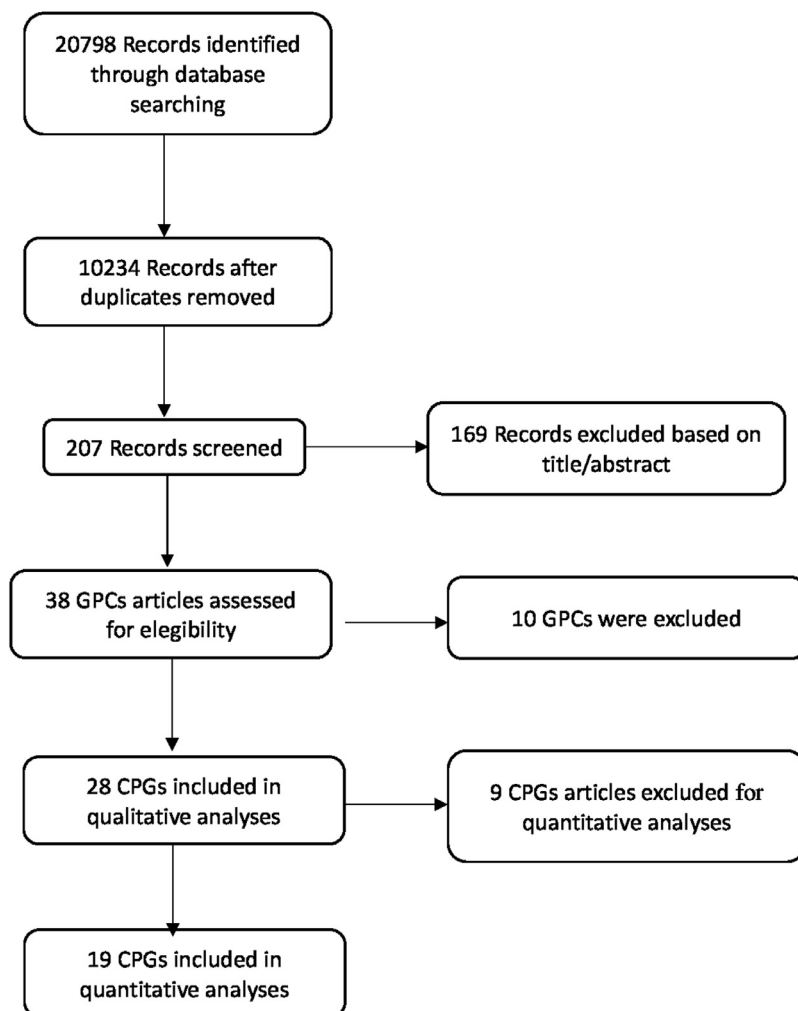 20798 Records identified
through database
searching
10234 Records after
duplicates removed
207 Records screened
169 Records excluded based on
title/abstract
38 GPCs articles assessed
for elegibility
10 GPCs were excluded
28 CPGs included in
qualitative analyses
9 CPGs articles excluded for
quantitative analyses
19 CPGs included in
quantitative analyses